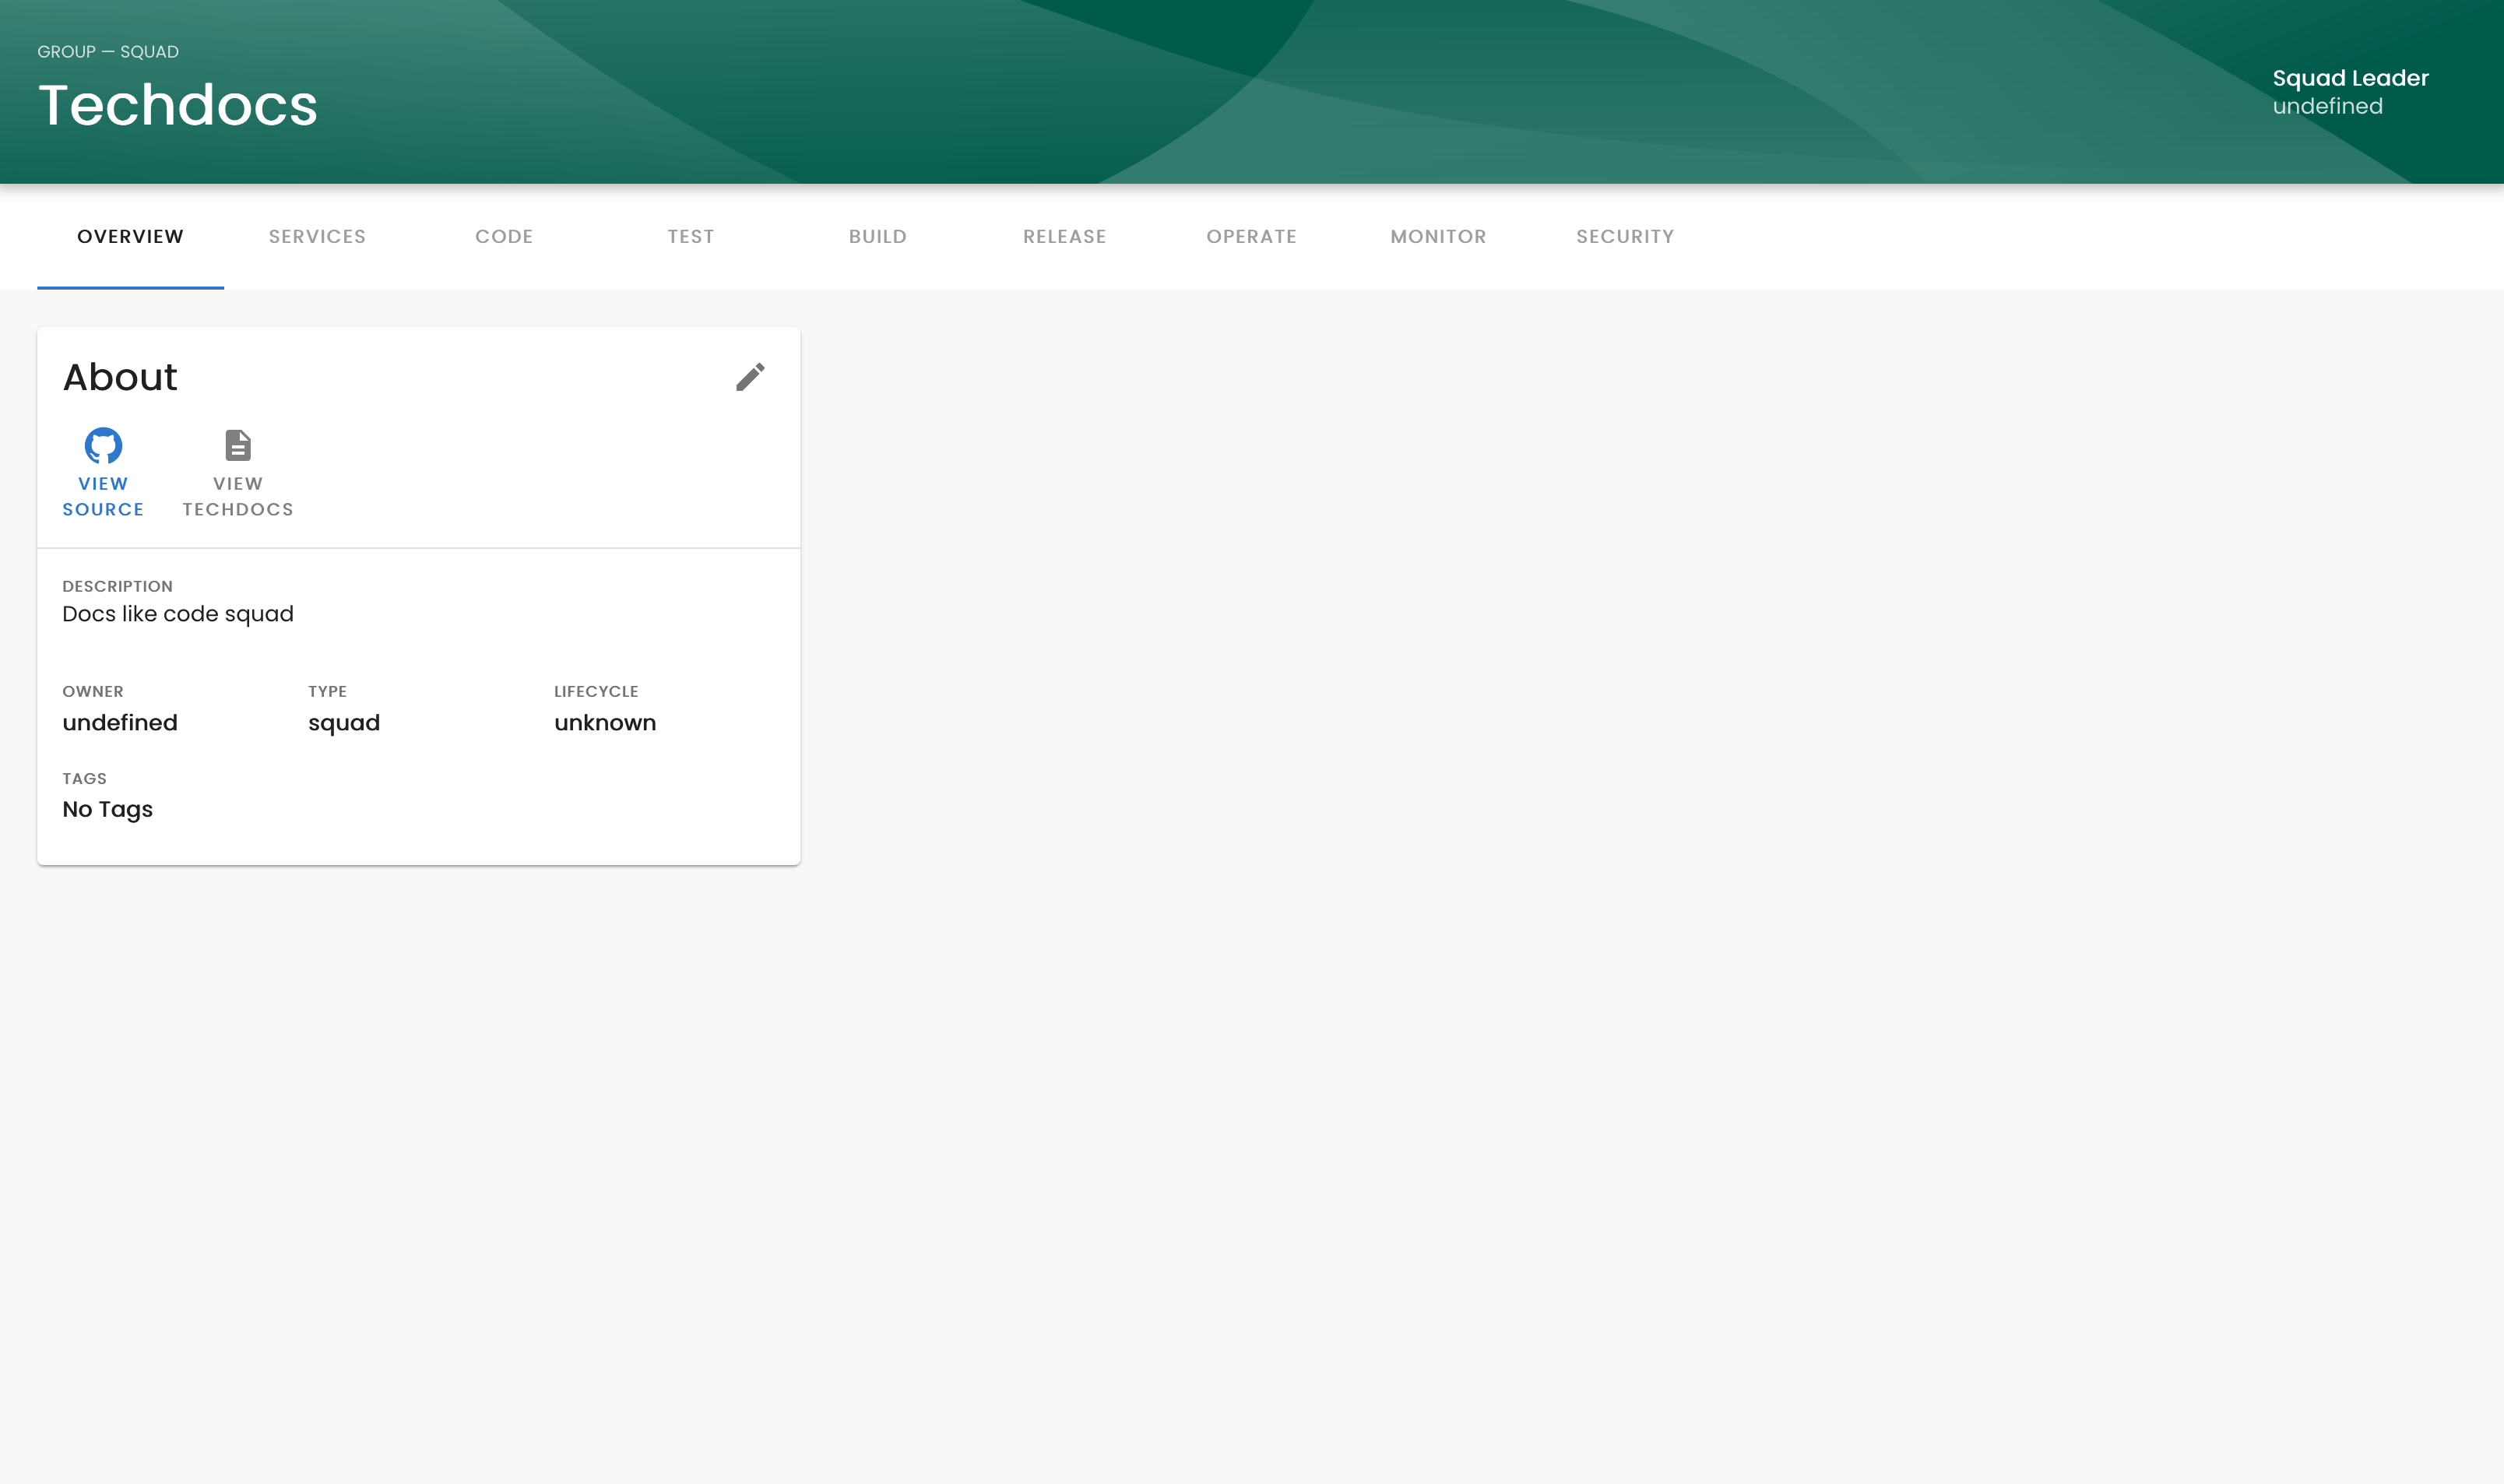 GROUP — SQUAD
Techdocs
Squad Leader
undefined
OVERVIEW SERVICES CODE TEST BUILD RELEASE OPERATE MONITOR SECURITY
About
VIEW SOURCE
VIEW TECHDOCS
DESCRIPTION
Docs like code squad
OWNER TYPE LIFECYCLE
undefined squad unknown
TAGS
No Tags